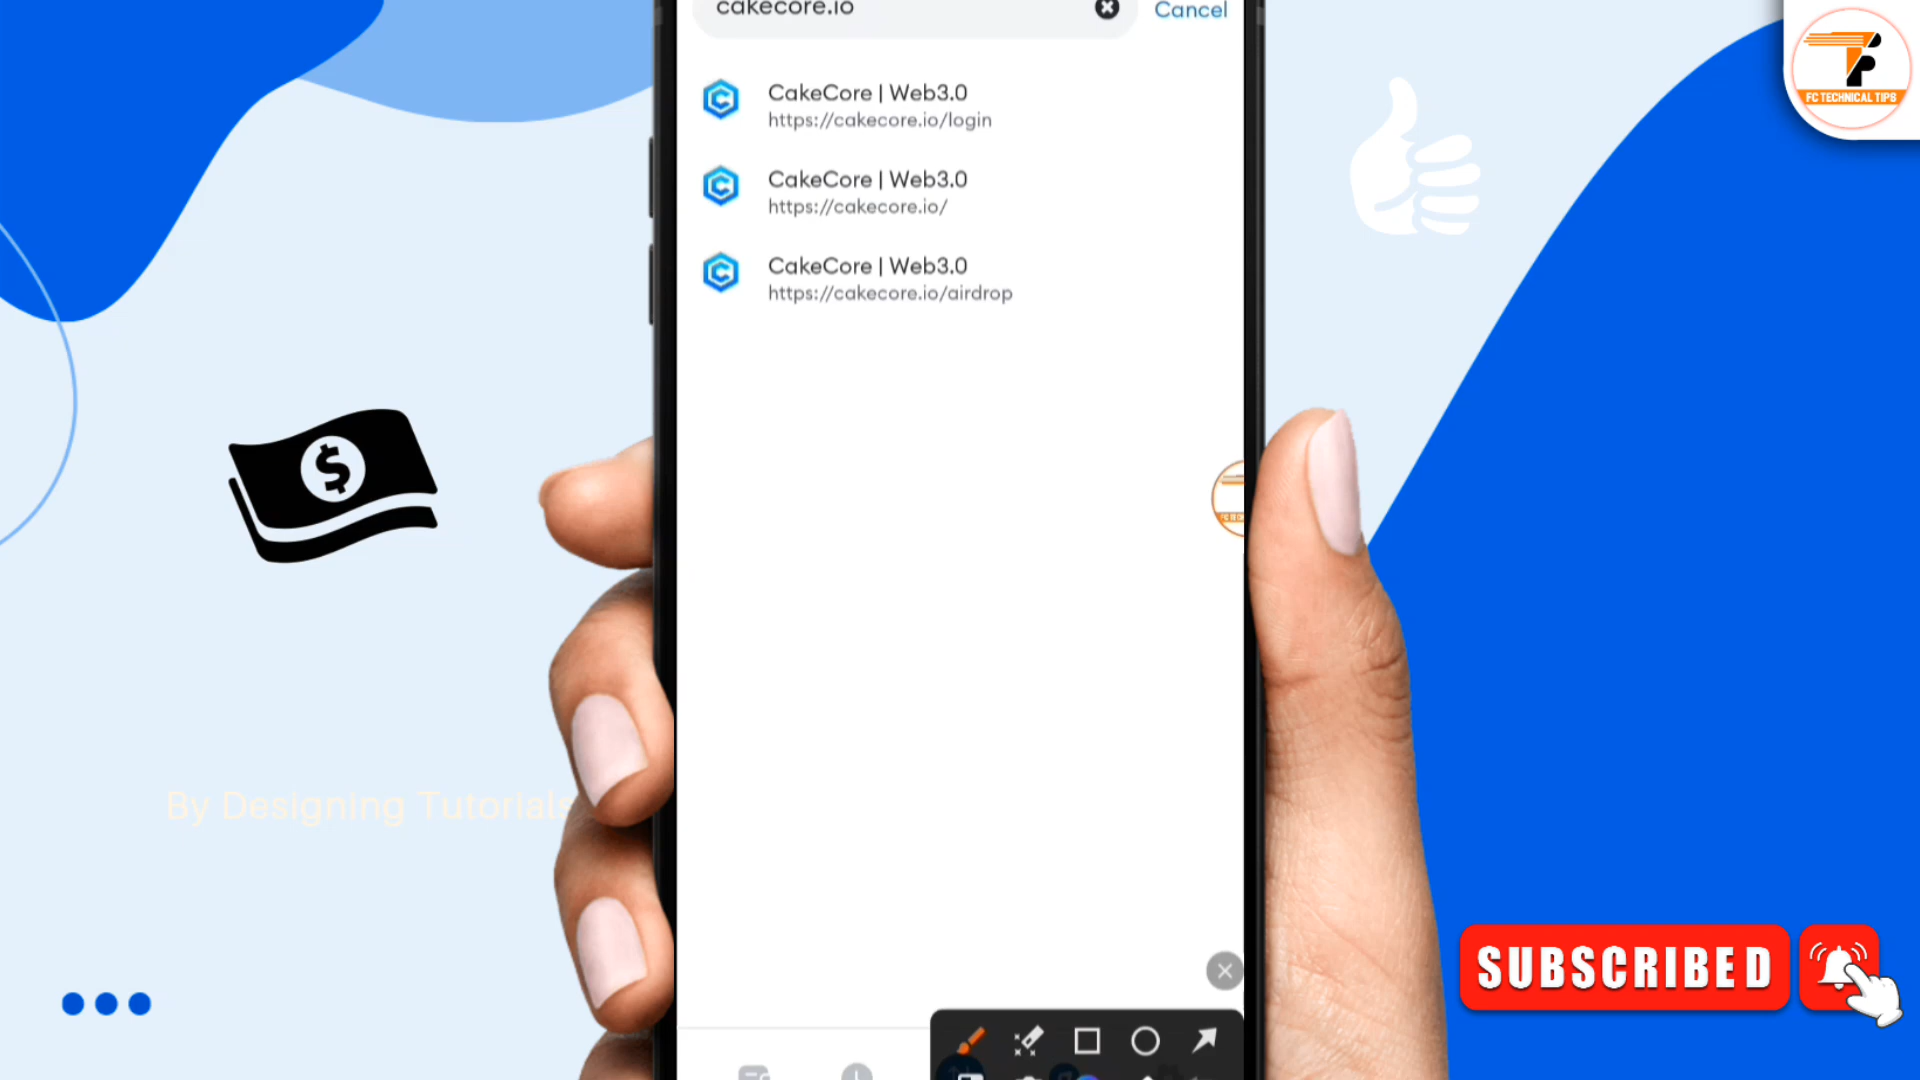 cakecore.io
Cancel
CakeCore | Web3.0
https://cakecore.io/login
CakeCore | Web3.0
https://cakecore.io/
CakeCore | Web3.0
https://cakecore.io/airdrop
FC TECHNICAL TIPS
By Designing Tutorials
SUBSCRIBED